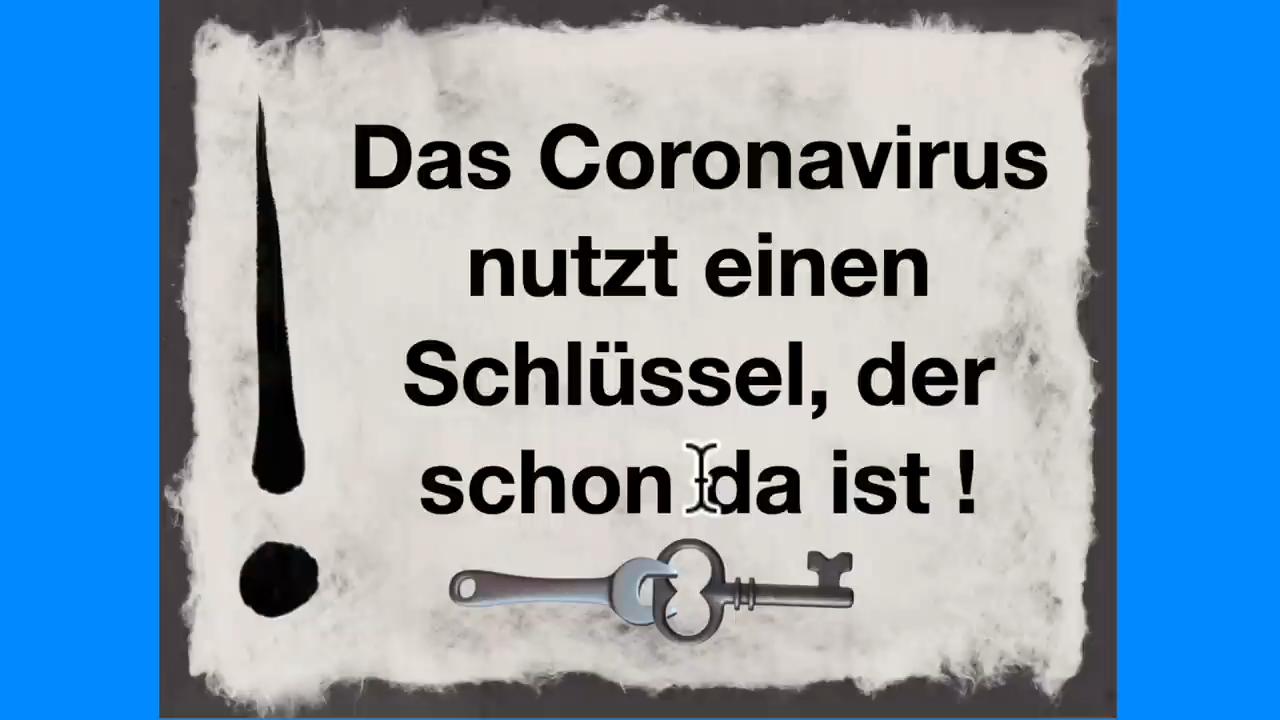 Das Coronavirus
nutzt einen
Schlüssel, der
schon da ist !